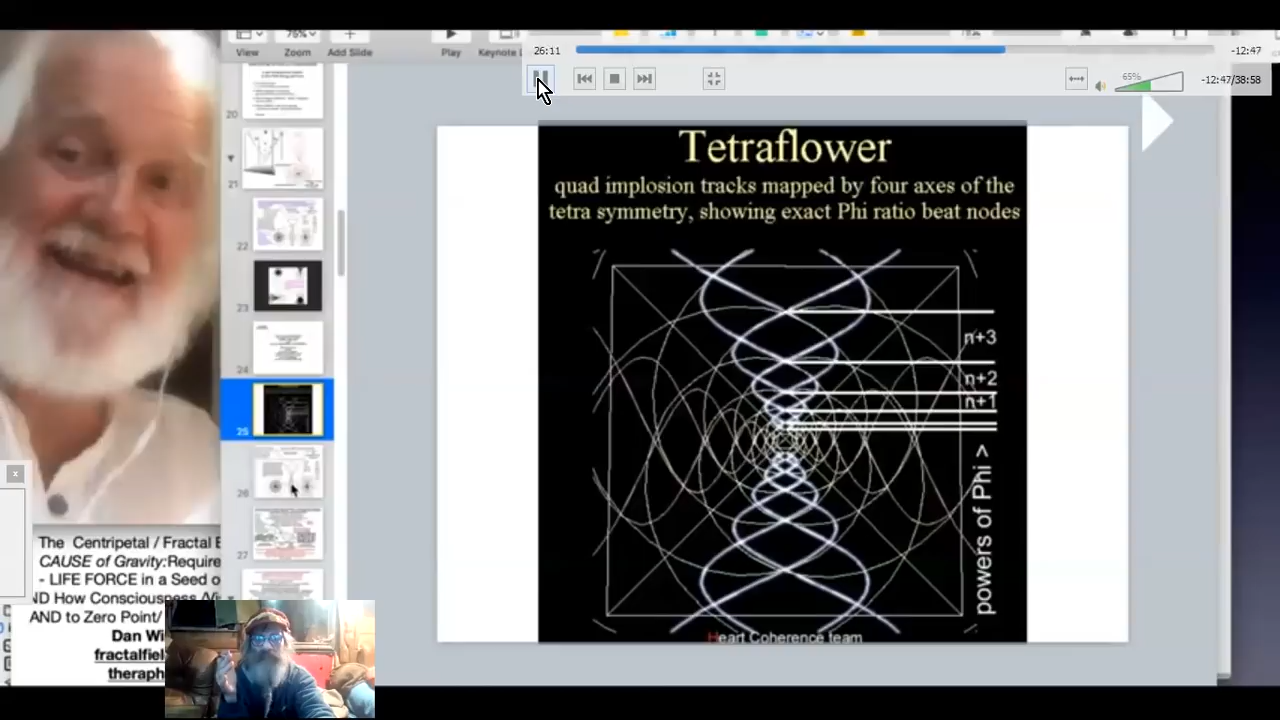 View
Zoom
Add Slide
Play
Keynote L
75%
26:11
-12:47
65%
-12:47/38:58
20
21
22
23
24
25
26
27
Tetraflower
quad implosion tracks mapped by four axes of the
tetra symmetry, showing exact Phi ratio beat nodes
n+3
n+2
n+1
powers of Phi >
Heart Coherence team
x
The Centripetal / Fractal E
CAUSE of Gravity:Require
- LIFE FORCE in a Seed o
ND How Consciousness
AND to Zero Point/
Dan Wi
fractalfiel
theraph